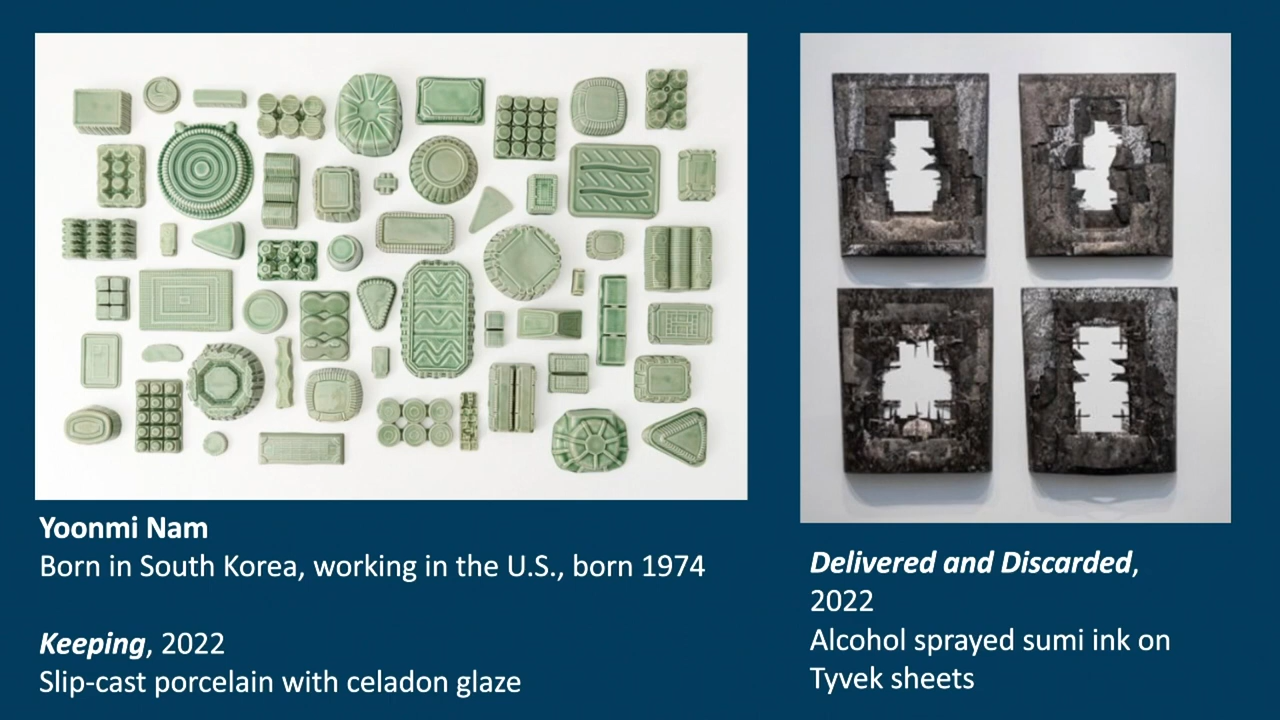 Yoonmi Nam
Born in South Korea, working in the U.S., born 1974
Keeping, 2022
Slip-cast porcelain with celadon glaze
Delivered and Discarded,
2022
Alcohol sprayed sumi ink on
Tyvek sheets